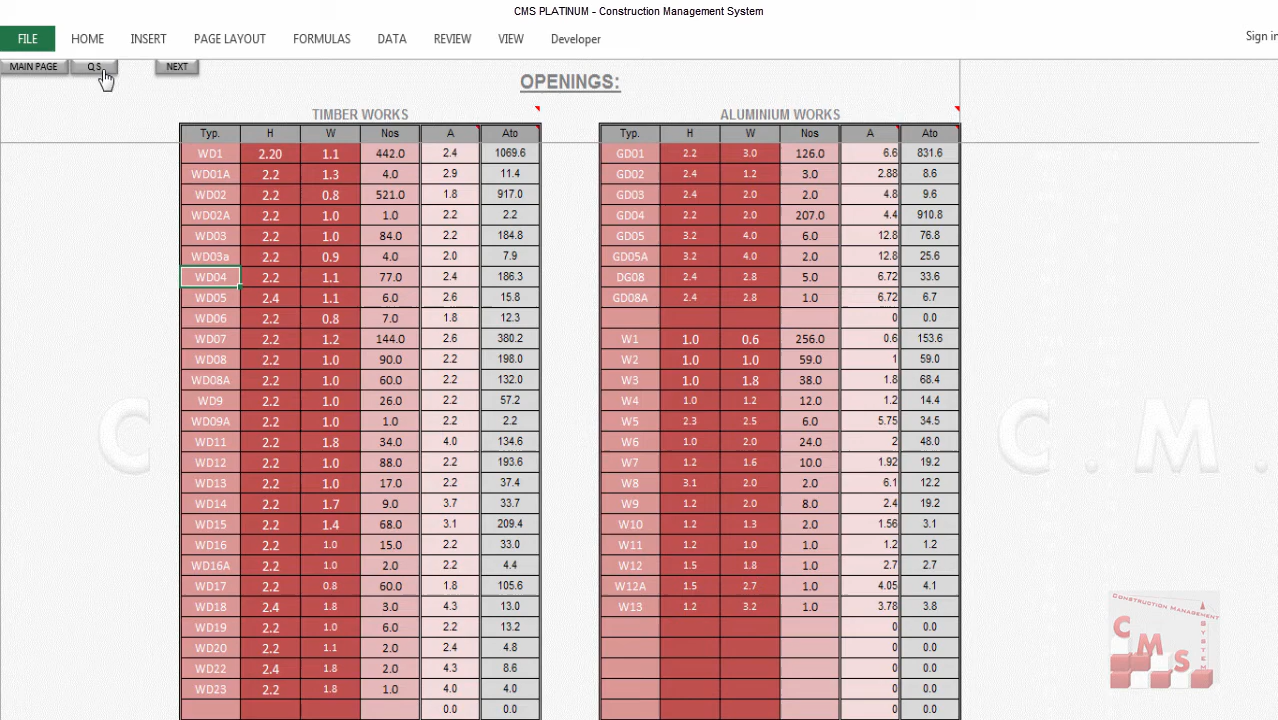 CMS PLATINUM - Construction Management System
FILE HOME INSERT PAGE LAYOUT FORMULAS DATA REVIEW VIEW Developer Sign in
MAIN PAGE Q S NEXT
OPENINGS:
TIMBER WORKS ALUMINIUM WORKS
Typ. H W Nos A Ato Typ. H W Nos A Ato
WD1 2.20 1.1 442.0 2.4 1069.6 GD01 2.2 3.0 126.0 6.6 831.6
WD01A 2.2 1.3 4.0 2.9 11.4 GD02 2.4 1.2 3.0 2.88 8.6
WD02 2.2 0.8 521.0 1.8 917.0 GD03 2.4 2.0 2.0 4.8 9.6
WD02A 2.2 1.0 1.0 2.2 2.2 GD04 2.2 2.0 207.0 4.4 910.8
WD03 2.2 1.0 84.0 2.2 184.8 GD05 3.2 4.0 6.0 12.8 76.8
WD03a 2.2 0.9 4.0 2.0 7.9 GD05A 3.2 4.0 2.0 12.8 25.6
WD04 2.2 1.1 77.0 2.4 186.3 DG08 2.4 2.8 5.0 6.72 33.6
WD05 2.4 1.1 6.0 2.6 15.8 GD08A 2.4 2.8 1.0 6.72 6.7
WD06 2.2 0.8 7.0 1.8 12.3 0 0.0
WD07 2.2 1.2 144.0 2.6 380.2 W1 1.0 0.6 256.0 0.6 153.6
WD08 2.2 1.0 90.0 2.2 198.0 W2 1.0 1.0 59.0 1 59.0
WD08A 2.2 1.0 60.0 2.2 132.0 W3 1.0 1.8 38.0 1.8 68.4
WD9 2.2 1.0 26.0 2.2 57.2 W4 1.0 1.2 12.0 1.2 14.4
WD09A 2.2 1.0 1.0 2.2 2.2 W5 2.3 2.5 6.0 5.75 34.5
WD11 2.2 1.8 34.0 4.0 134.6 W6 1.0 2.0 24.0 2 48.0
WD12 2.2 1.0 88.0 2.2 193.6 W7 1.2 1.6 10.0 1.92 19.2
WD13 2.2 1.0 17.0 2.2 37.4 W8 3.1 2.0 2.0 6.1 12.2
WD14 2.2 1.7 9.0 3.7 33.7 W9 1.2 2.0 8.0 2.4 19.2
WD15 2.2 1.4 68.0 3.1 209.4 W10 1.2 1.3 2.0 1.56 3.1
WD16 2.2 1.0 15.0 2.2 33.0 W11 1.2 1.0 1.0 1.2 1.2
WD16A 2.2 1.0 2.0 2.2 4.4 W12 1.5 1.8 1.0 2.7 2.7
WD17 2.2 0.8 60.0 1.8 105.6 W12A 1.5 2.7 1.0 4.05 4.1
WD18 2.4 1.8 3.0 4.3 13.0 W13 1.2 3.2 1.0 3.78 3.8
WD19 2.2 1.0 6.0 2.2 13.2 0 0.0
WD20 2.2 1.1 2.0 2.4 4.8 0 0.0
WD22 2.4 1.8 2.0 4.3 8.6 0 0.0
WD23 2.2 1.8 1.0 4.0 4.0 0 0.0
0.0 0.0 0 0.0
C C . M .
Construction Management
SYSTEM
C M S